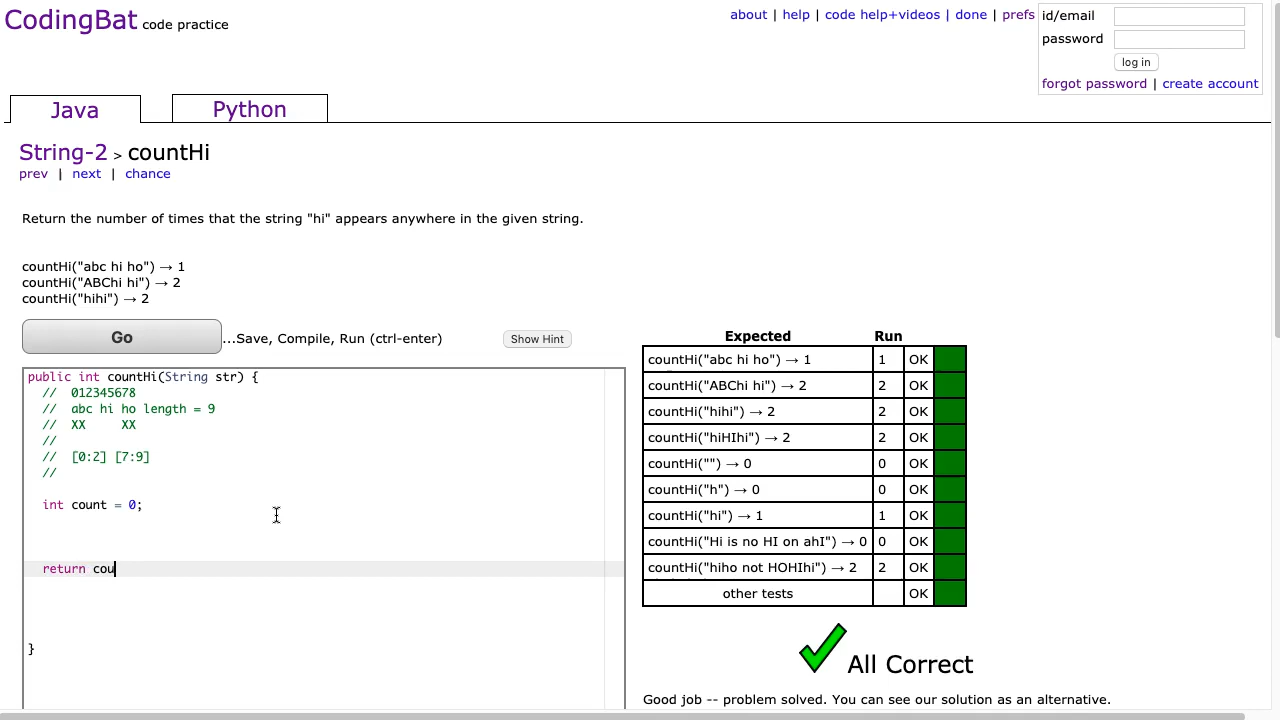 CodingBat code practice
about | help | code help+videos | done | prefs
id/email
password
log in
forgot password | create account
Java
Python
String-2 > countHi
prev | next | chance
Return the number of times that the string "hi" appears anywhere in the given string.
countHi("abc hi ho") → 1
countHi("ABChi hi") → 2
countHi("hihi") → 2
Go
...Save, Compile, Run (ctrl-enter)
Show Hint
public int countHi(String str) {
// 012345678
// abc hi ho length = 9
// XX     XX
//
// [0:2] [7:9]
//
int count = 0;
return cou
}
Expected Run
countHi("abc hi ho") → 1 1 OK
countHi("ABChi hi") → 2 2 OK
countHi("hihi") → 2 2 OK
countHi("hiHIhi") → 2 2 OK
countHi("") → 0 0 OK
countHi("h") → 0 0 OK
countHi("hi") → 1 1 OK
countHi("Hi is no HI on ahI") → 0 0 OK
countHi("hiho not HOHIhi") → 2 2 OK
other tests OK
All Correct
Good job -- problem solved. You can see our solution as an alternative.